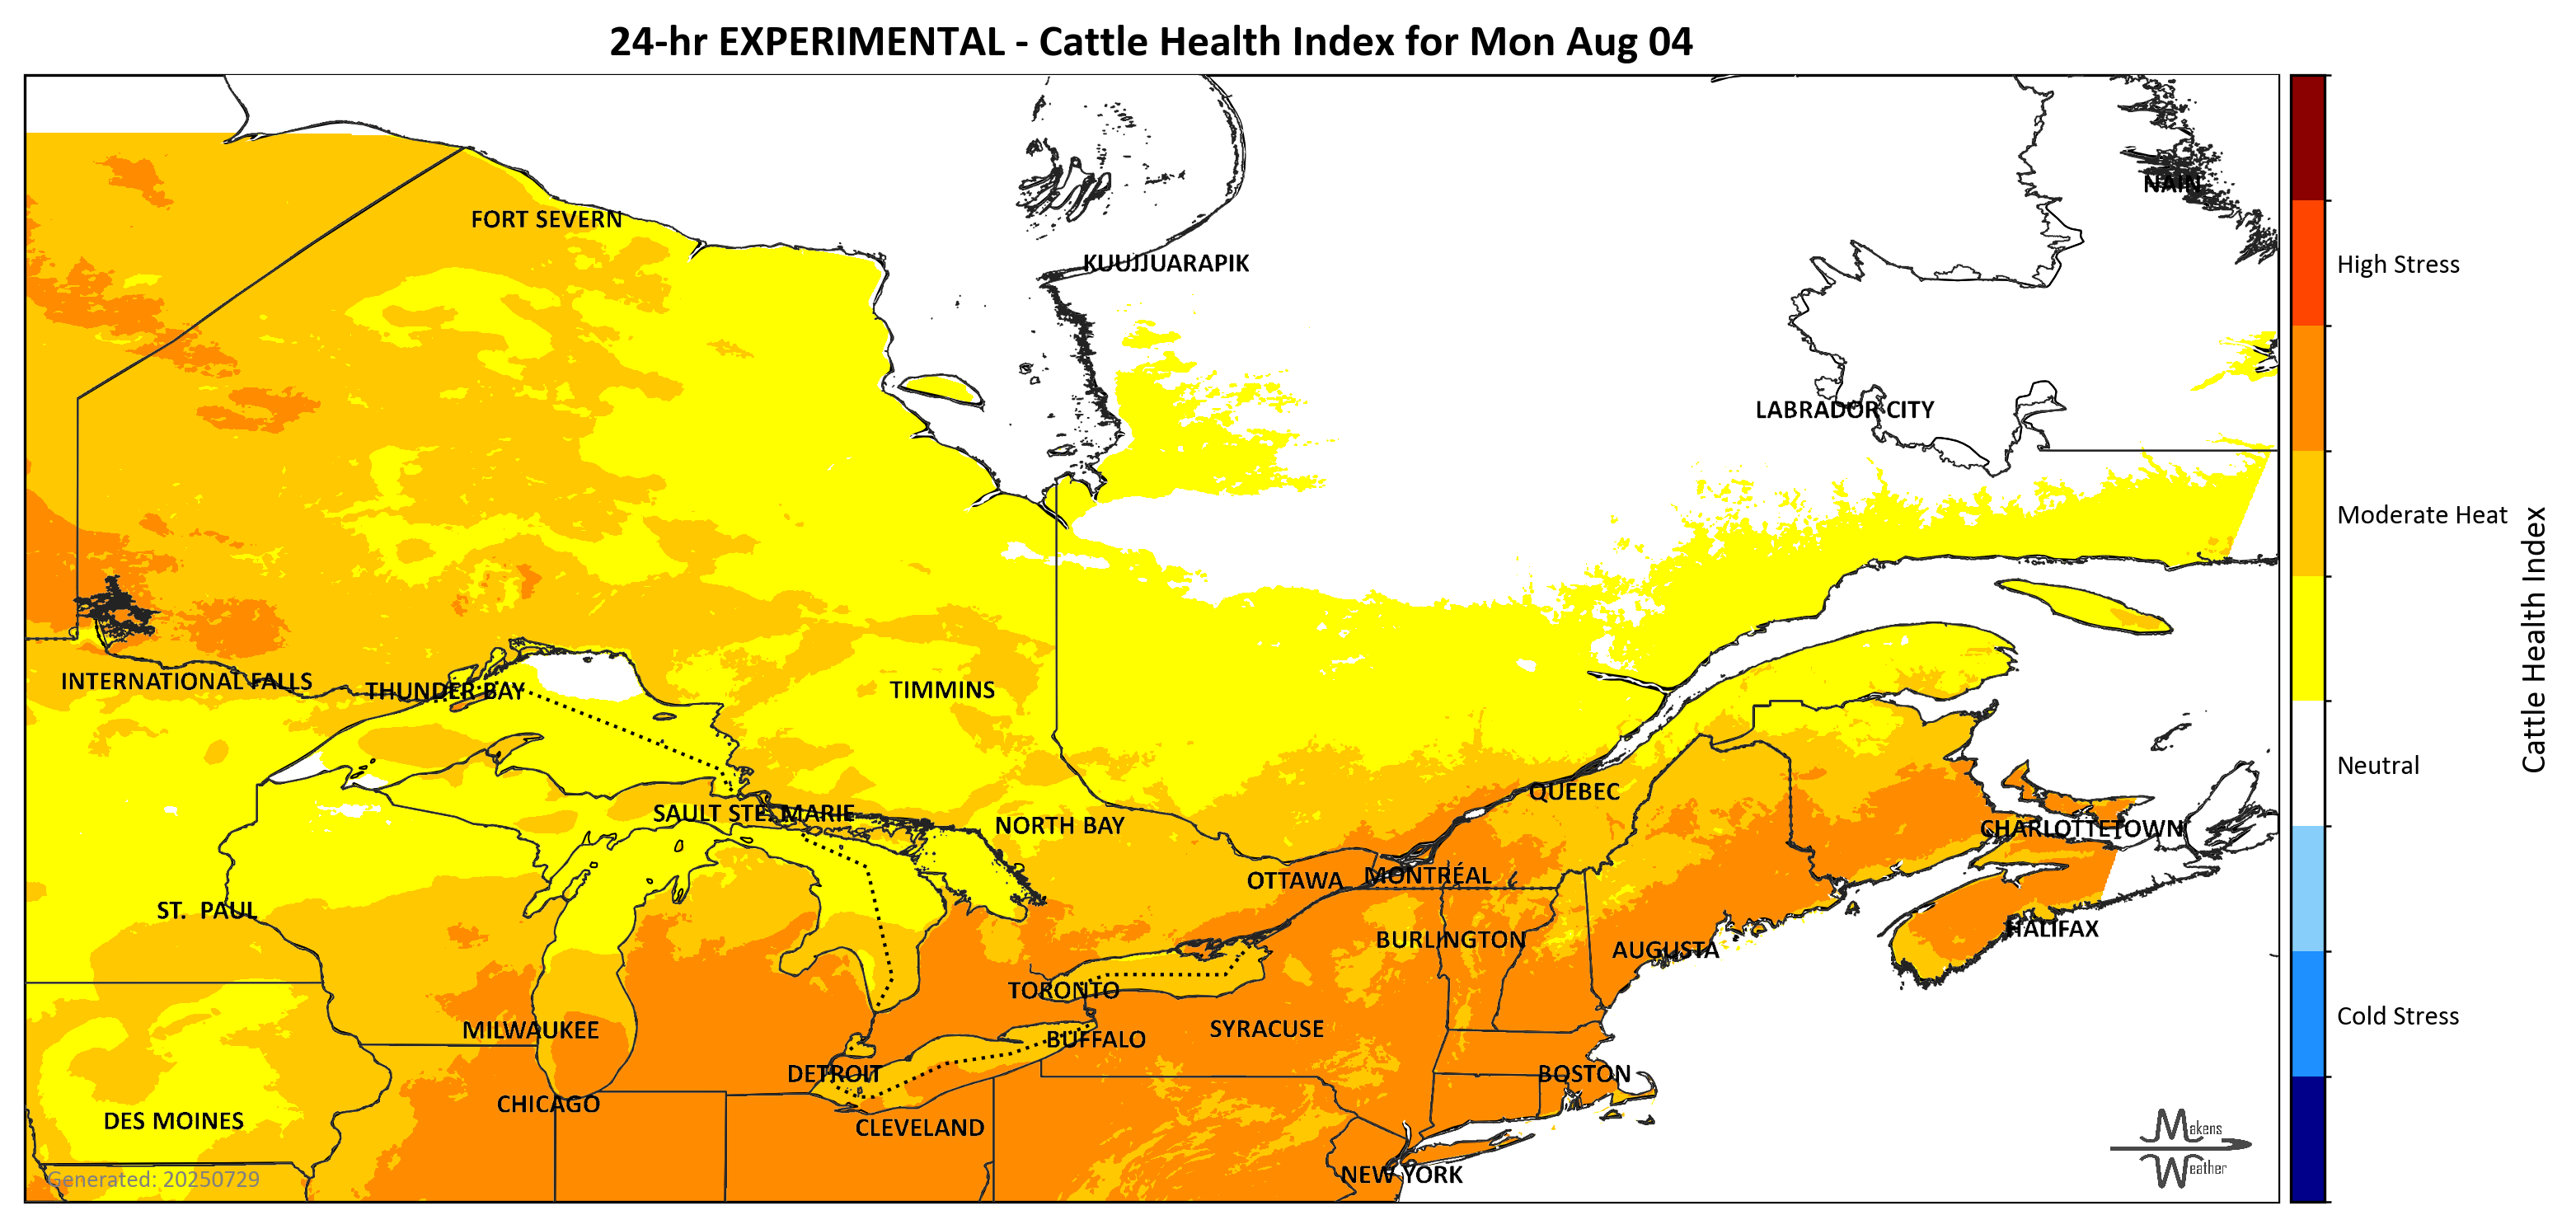 24-hr EXPERIMENTAL - Cattle Health Index for Mon Aug 04
NAIN
FORT SEVERN
KUUJJUARAPIK
High Stress
LABRADOR CITY
Moderate Heat
Cattle Health Index
INTERNATIONAL FALLS
THUNDER BAY
TIMMINS
Neutral
QUEBEC
SAULT STE. MARIE
NORTH BAY
CHARLOTTETOWN
OTTAWA
MONTRÉAL
ST. PAUL
HALIFAX
BURLINGTON
AUGUSTA
TORONTO
Cold Stress
MILWAUKEE
SYRACUSE
BUFFALO
DETROIT
BOSTON
CHICAGO
DES MOINES
CLEVELAND
Makens
Weather
NEW YORK
Generated: 20250729